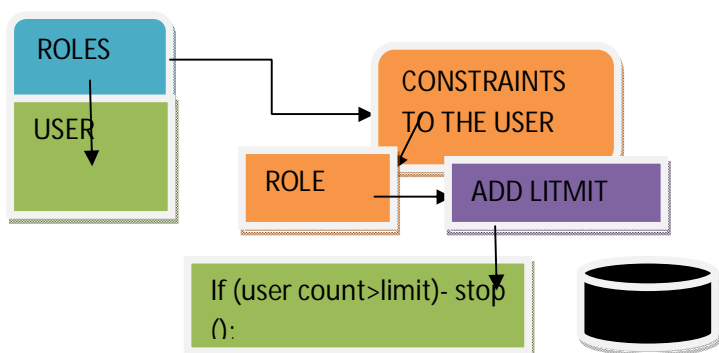 ROLES
USER
CONSTRAINTS
TO THE USER
ROLE
ADD LITMIT
If (user count>limit)- stop
();